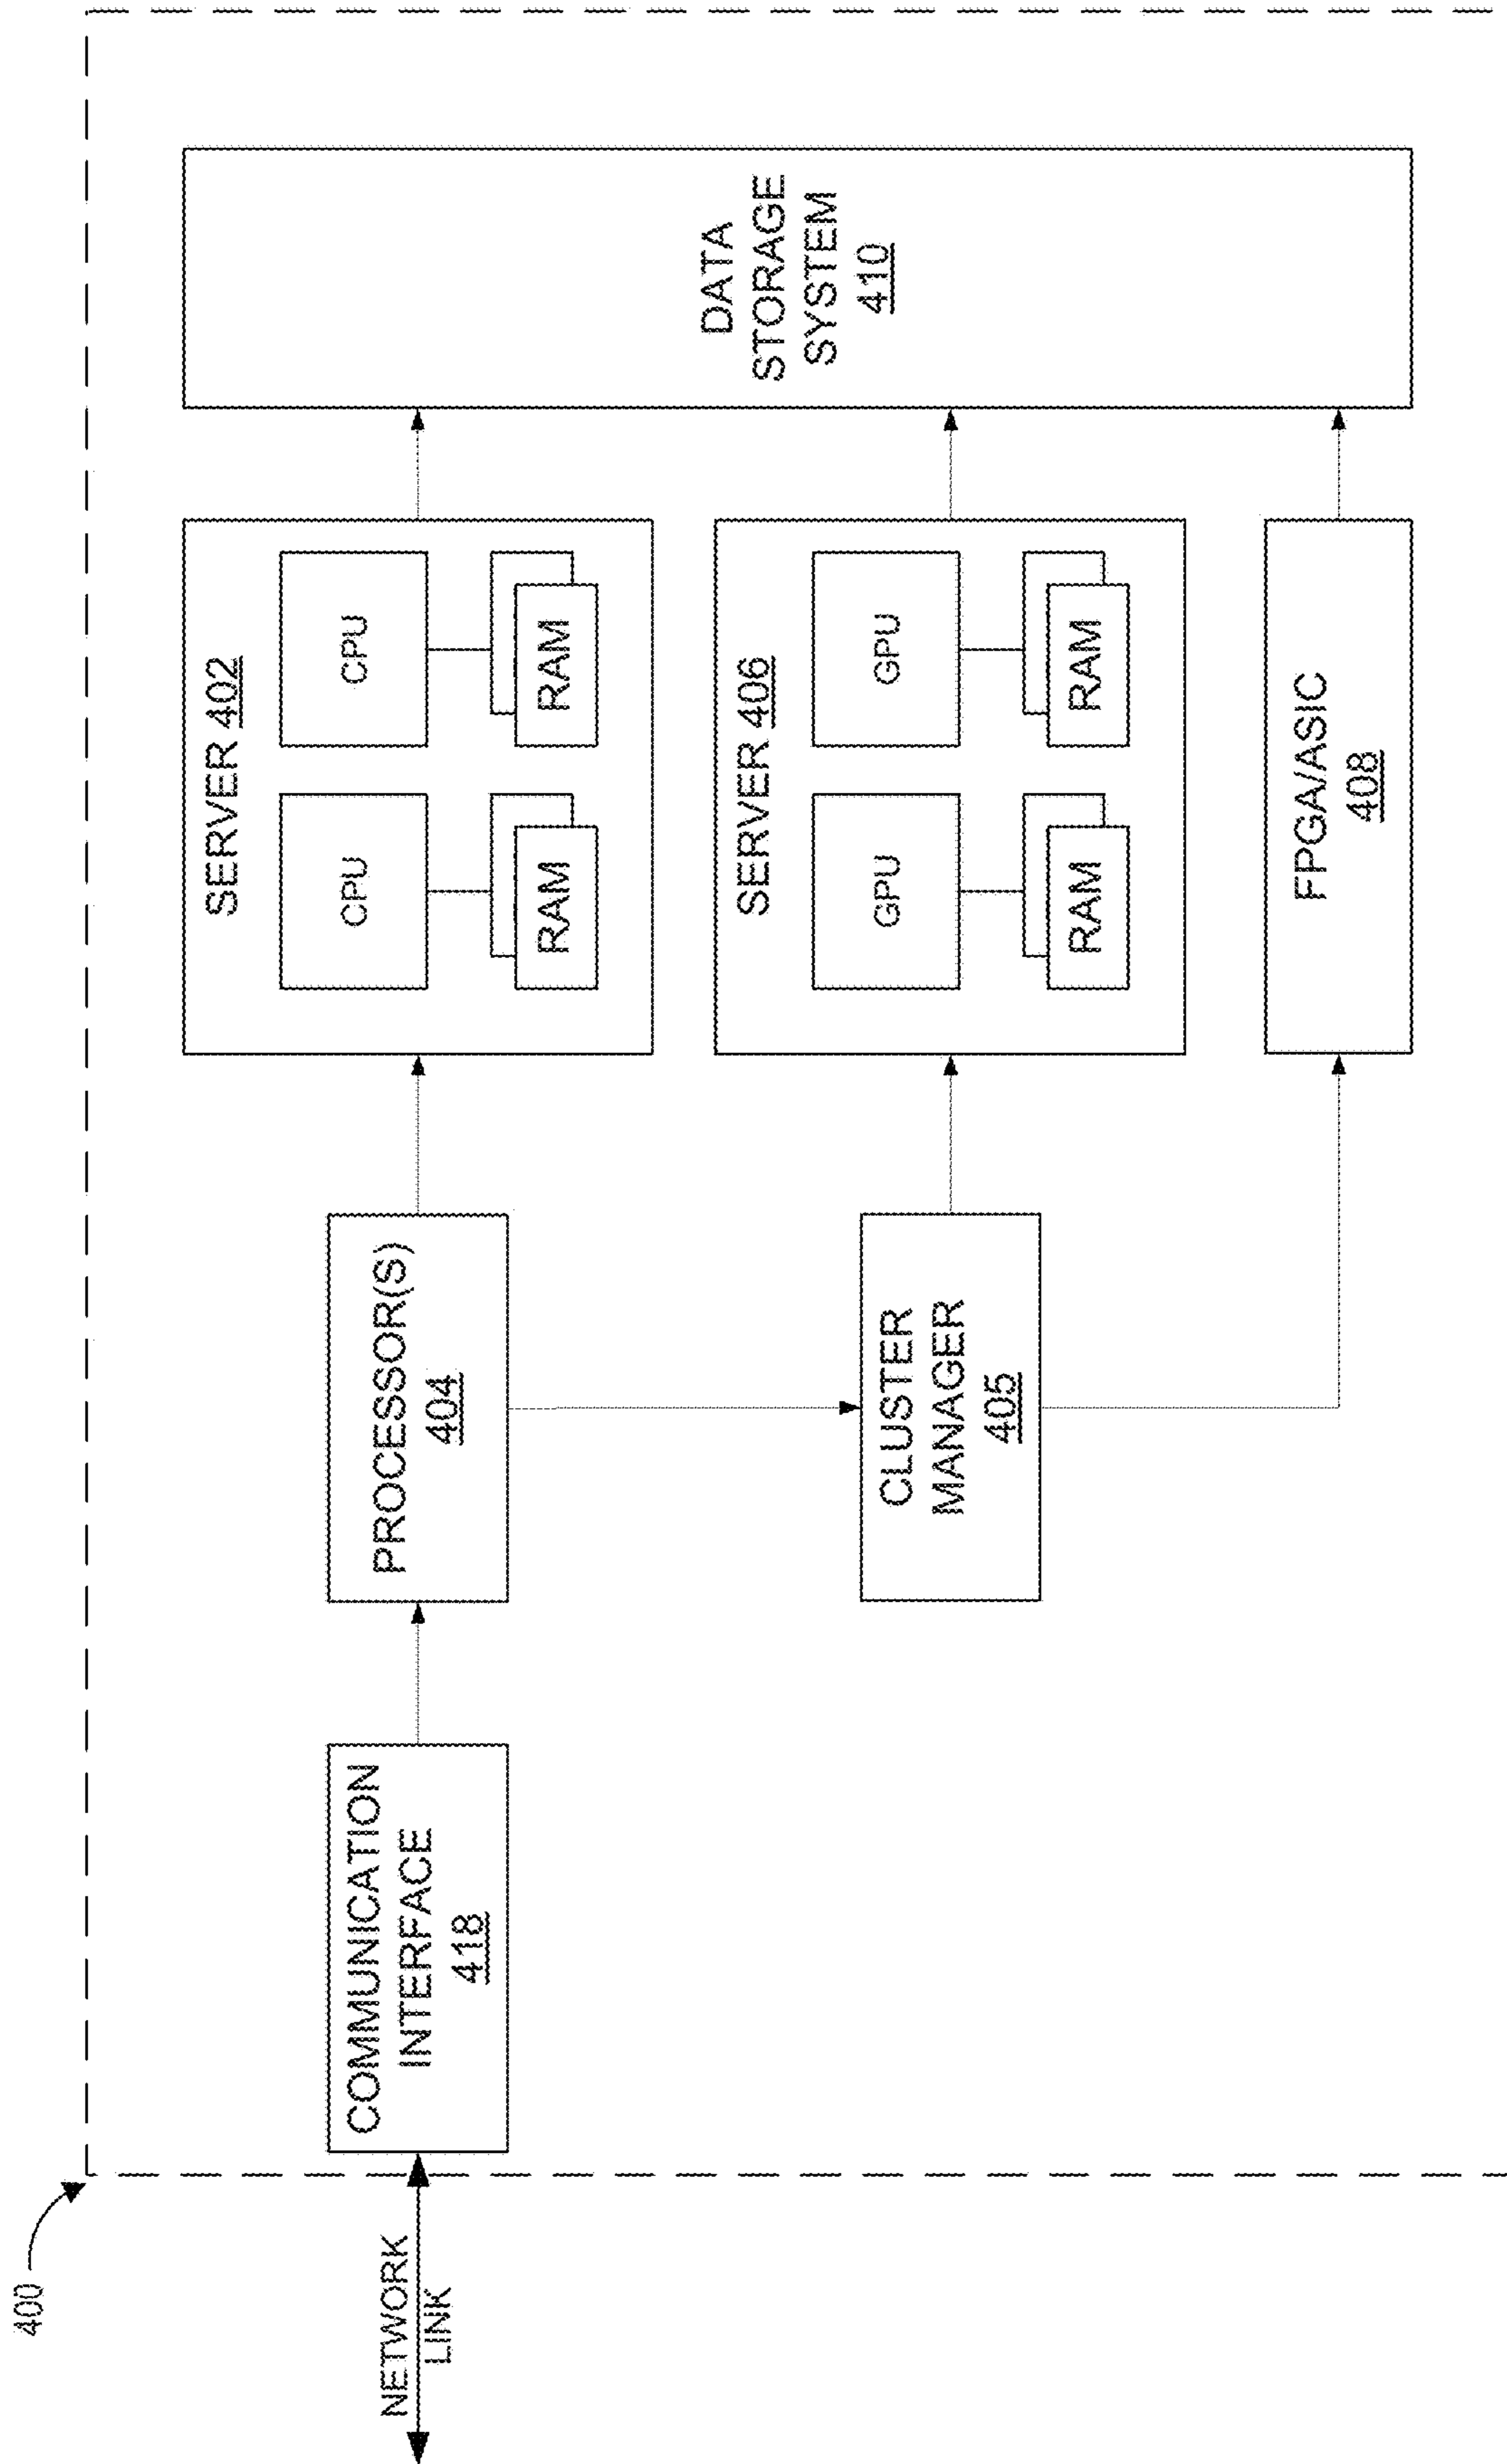 400
NETWORK
LINK
COMMUNICATION
INTERFACE
418
PROCESSOR(S)
404
CLUSTER
MANAGER
405
SERVER 402
CPU
CPU
RAM
RAM
SERVER 406
GPU
GPU
RAM
RAM
FPGA/ASIC
408
DATA
STORAGE
SYSTEM
410